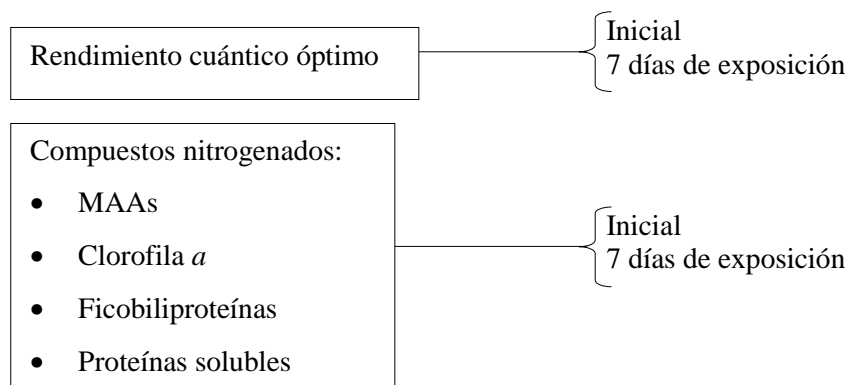 Rendimiento cuántico óptimo
Inicial
7 días de exposición
Compuestos nitrogenados:
• MAAs
• Clorofila a
• Ficobiliproteínas
• Proteínas solubles
Inicial
7 días de exposición